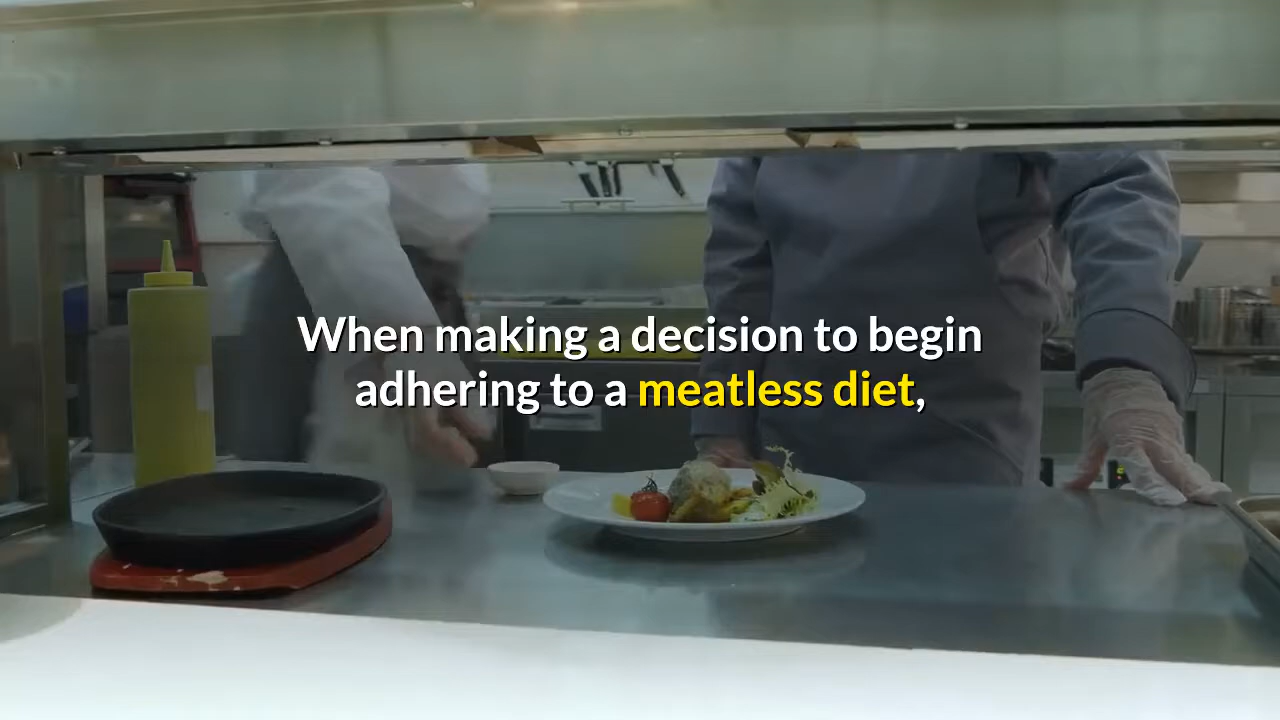 When making a decision to begin
adhering to a meatless diet,